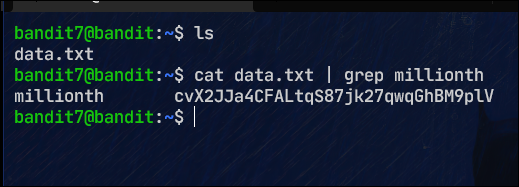 bandit7@bandit:~$ ls
data.txt
bandit7@bandit:~$ cat data.txt | grep millionth
millionth       cvX2JJa4CFALtqS87jk27qwqGhBM9plV
bandit7@bandit:~$